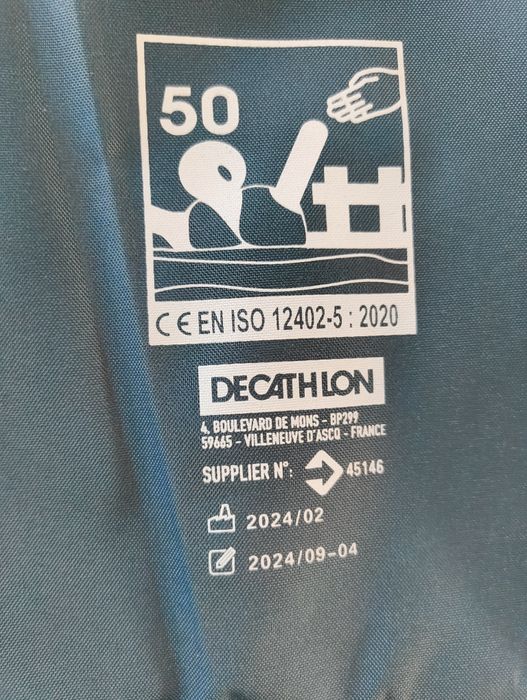 50
CE EN ISO 12402-5 : 2020
DECATHLON
4, BOULEVARD DE MONS - BP299
59665 - VILLENEUVE D'ASCQ - FRANCE
SUPPLIER N°: 45146
2024/02
2024/09-04